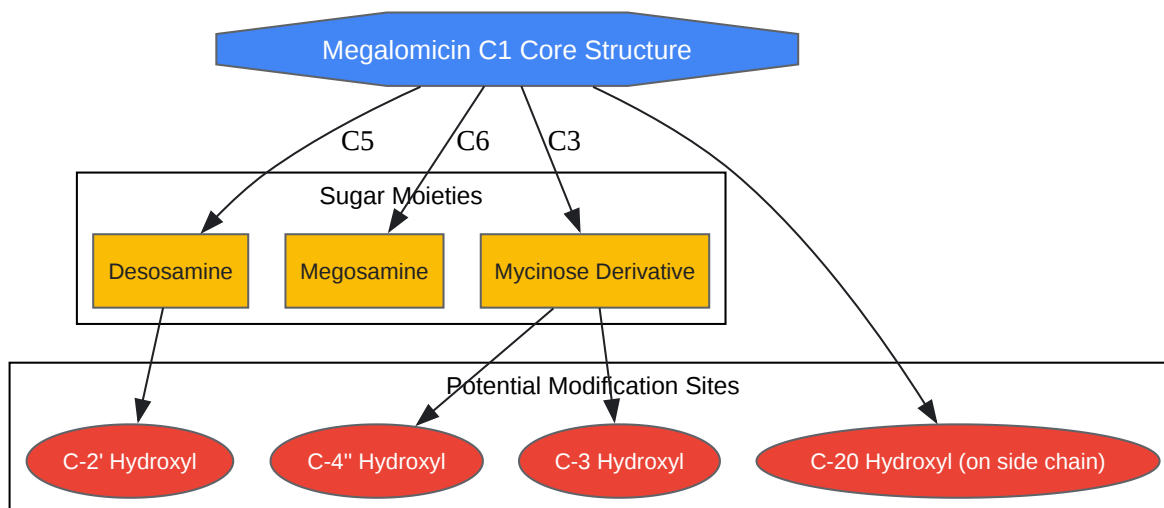 Megalomicin C1 Core Structure
C5
C6
C3
Sugar Moieties
Desosamine
Megosamine
Mycinose Derivative
Potential Modification Sites
C-2' Hydroxyl
C-4'' Hydroxyl
C-3 Hydroxyl
C-20 Hydroxyl (on side chain)